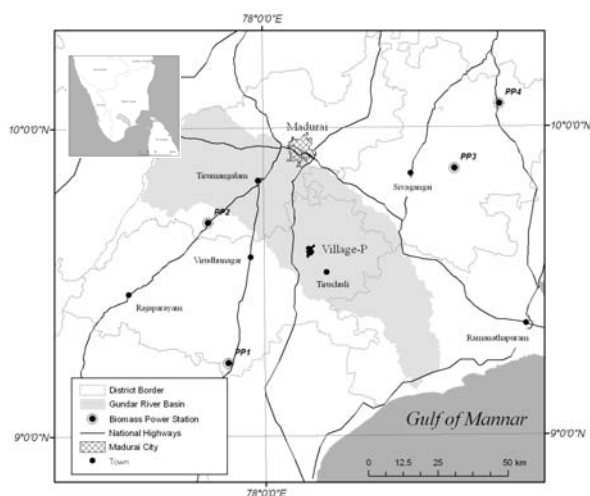 78°0'0"E
PP4
10°0'0"N
Madurai
10°0'0"N
PP3
Tirumangalam
Sivagangai
PP2
Village-P
Virudhunagar
Tiruchuli
Rajaparayam
Ramanathapuram
PP1
District Border
Gundar River Basin
Biomass Power Station
National Highways
Madurai City
Town
Gulf of Mannar
9°0'0"N
9°0'0"N
0 12.5 25 50 km
78°0'0"E